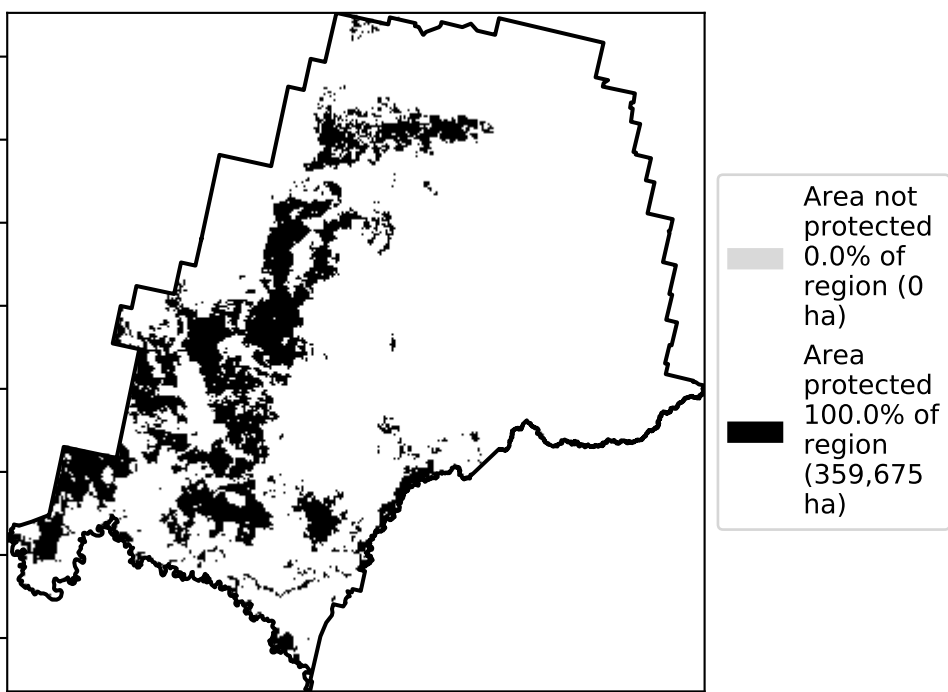 Area not
protected
0.0% of
region (0
ha)
Area
protected
100.0% of
region
(359,675
ha)